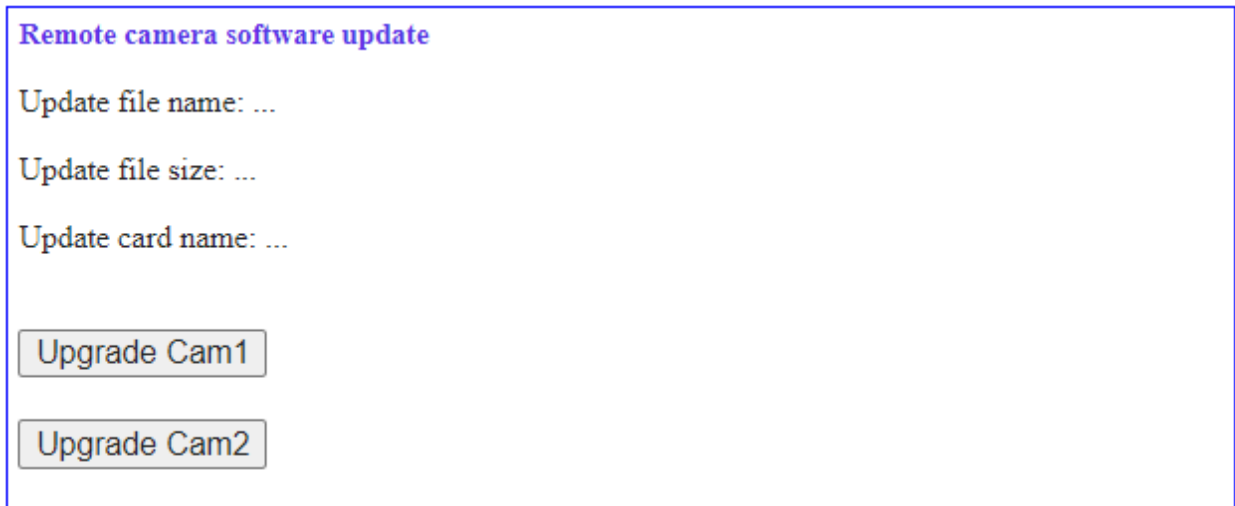 Remote camera software update
Update file name: ...
Update file size: ...
Update card name: ...
Upgrade Cam1
Upgrade Cam2